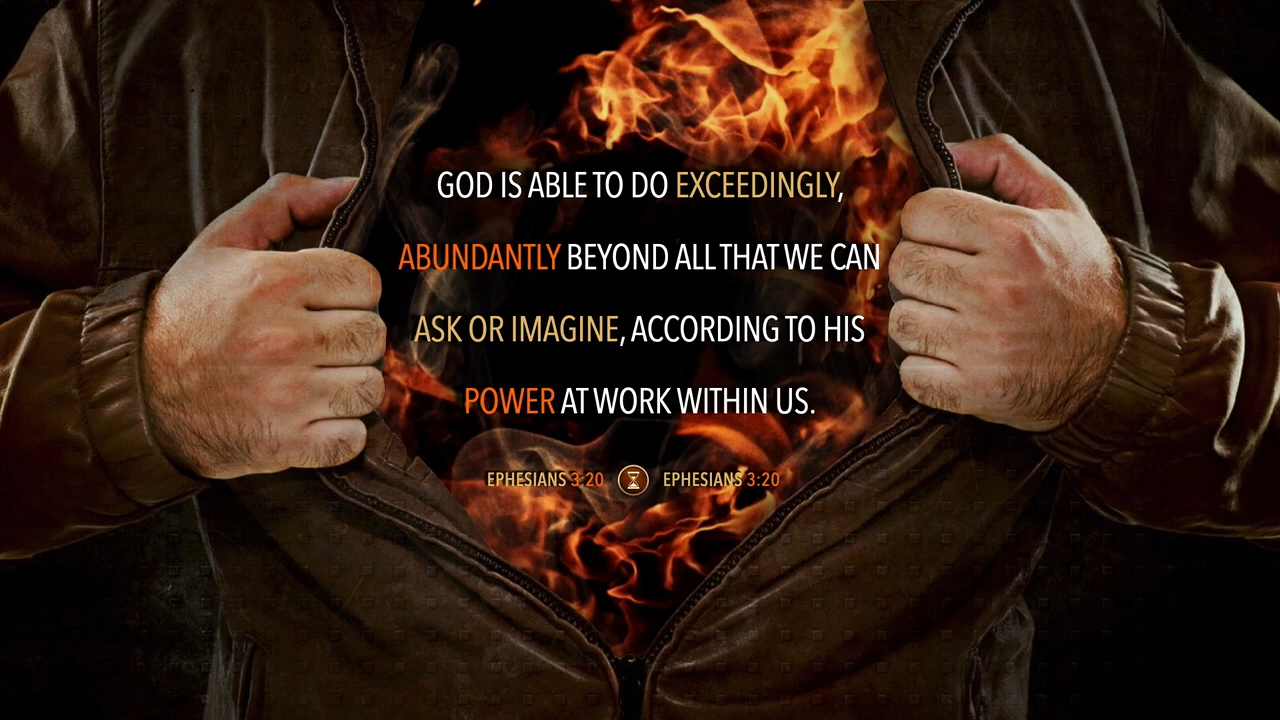 GOD IS ABLE TO DO EXCEEDINGLY,
ABUNDANTLY BEYOND ALL THAT WE CAN
ASK OR IMAGINE, ACCORDING TO HIS
POWER AT WORK WITHIN US.
EPHESIANS 3:20 EPHESIANS 3:20